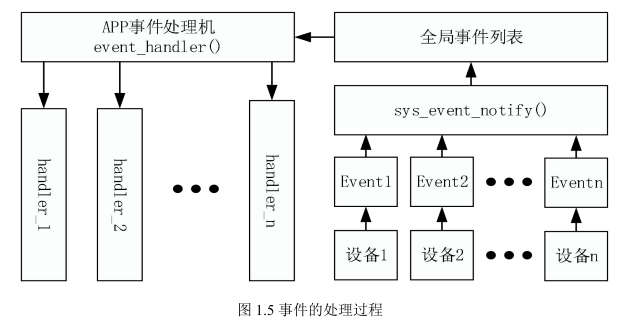 APP事件处理机
event_handler()
全局事件列表
sys_event_notify()
handler_1
handler_2
handler_n
Event1
Event2
Eventn
设备1
设备2
设备n
图 1.5 事件的处理过程